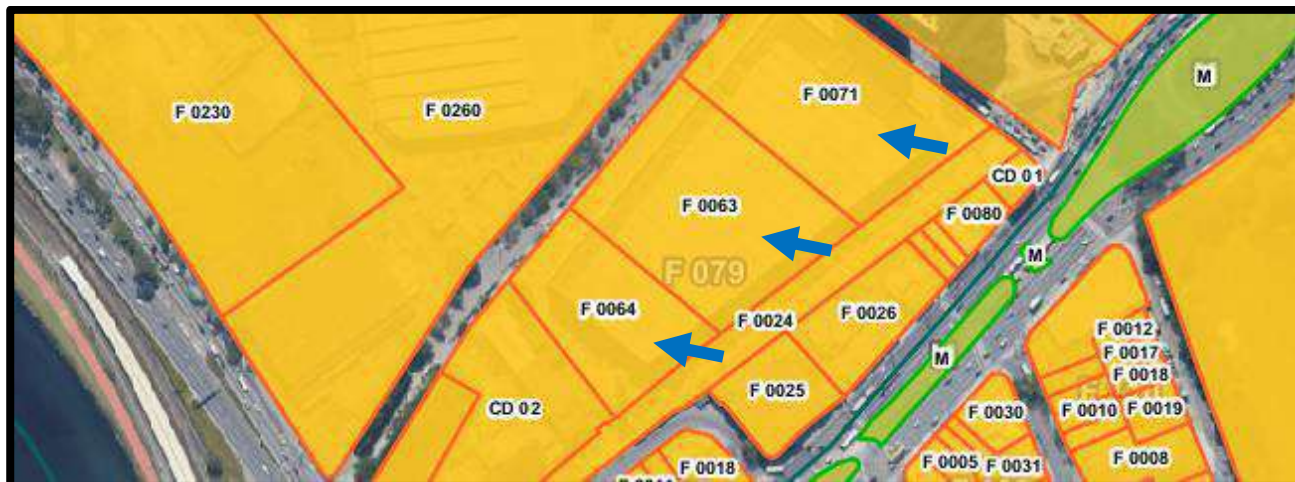 M
F 0071
F 0230
F 0260
CD 01
F 0063
F 0080
M
F 079
F 0064
F 0024
F 0026
F 0012
F 0017
M
F 0018
F 0025
CD 02
F 0030
F 0010
F 0019
F 0005
F 0031
F 0008
F 0018